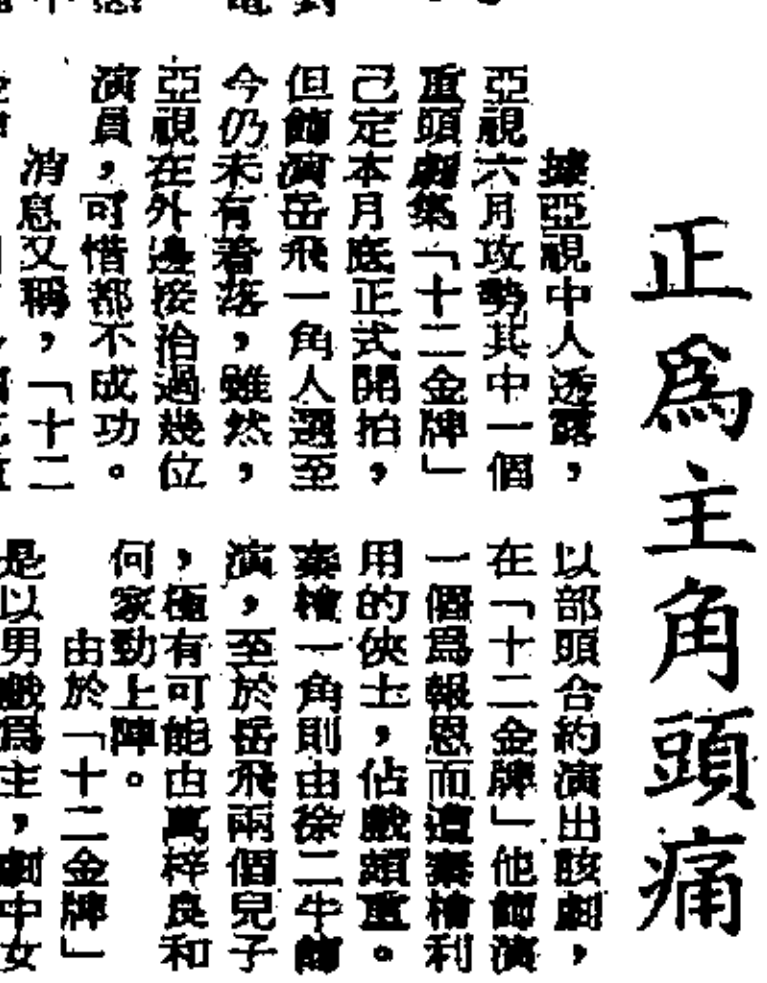 正爲主角頭痛
據亞視中人透露，
亞視六月攻勢其中一個
重頭劇集「十二金牌」
己定本月底正式開拍，
但飾演岳飛一角人選至
今仍未有着落，雖然，
亞視在外邊接洽過幾位
演員，可惜都不成功。
消息又稱，「十二
以部頭合約演出該劇，
在「十二金牌」他飾演
一個爲報恩而遭秦檜利
用的俠士，佔戲頗重。
秦檜一角則由徐二牛飾
演，至於岳飛兩個兒子
，極有可能由萬梓良和
何家勁上陣。
由於「十二金牌」
是以男戲爲主，劇中女